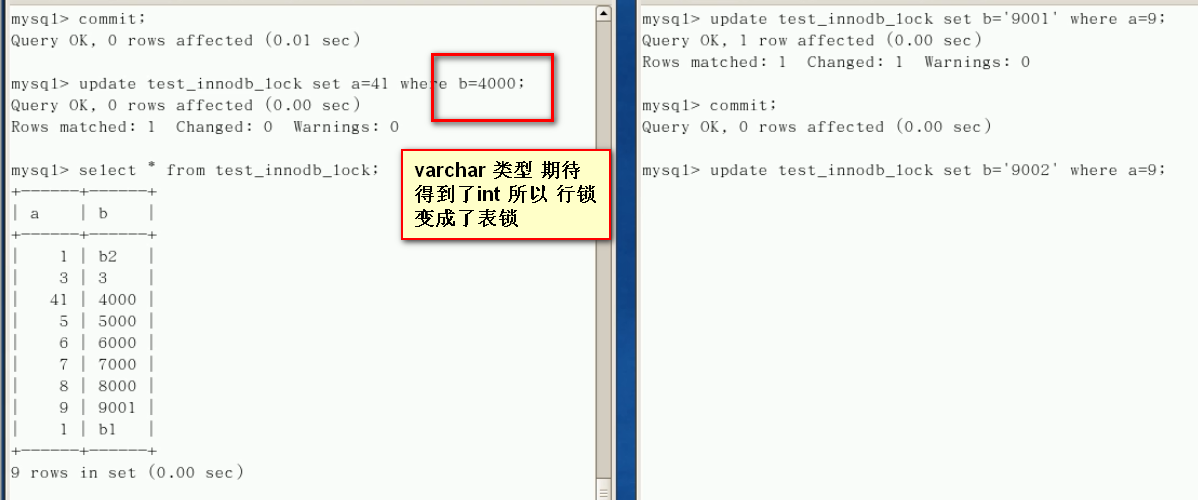 mysql> commit;
Query OK, 0 rows affected (0.01 sec)
mysql> update test_innodb_lock set a=41 where b=4000;
Query OK, 0 rows affected (0.00 sec)
Rows matched: 1  Changed: 0  Warnings: 0
mysql> select * from test_innodb_lock;
+------+------+
| a    | b    |
+------+------+
|    1 | b2   |
|    3 | 3    |
|   41 | 4000 |
|    5 | 5000 |
|    6 | 6000 |
|    7 | 7000 |
|    8 | 8000 |
|    9 | 9001 |
|    1 | b1   |
+------+------+
9 rows in set (0.00 sec)
varchar 类型 期待
得到了int 所以 行锁
变成了表锁
mysql> update test_innodb_lock set b='9001' where a=9;
Query OK, 1 row affected (0.00 sec)
Rows matched: 1  Changed: 1  Warnings: 0
mysql> commit;
Query OK, 0 rows affected (0.00 sec)
mysql> update test_innodb_lock set b='9002' where a=9;